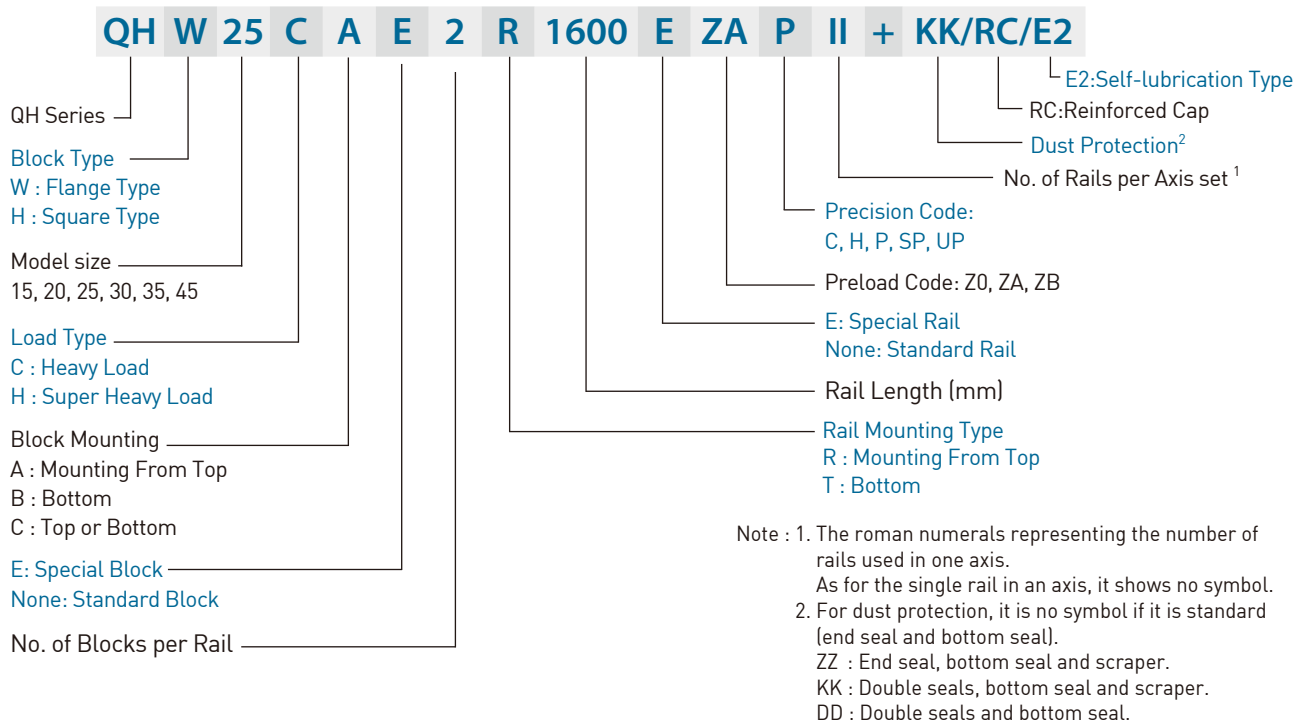 QH W 25 C A E 2 R 1600 E ZA P II + KK/RC/E2
QH Series
Block Type
W : Flange Type
H : Square Type
Model size
15, 20, 25, 30, 35, 45
Load Type
C : Heavy Load
H : Super Heavy Load
Block Mounting
A : Mounting From Top
B : Bottom
C : Top or Bottom
E: Special Block
None: Standard Block
No. of Blocks per Rail
E2:Self-lubrication Type
RC:Reinforced Cap
Dust Protection2
No. of Rails per Axis set 1
Precision Code:
C, H, P, SP, UP
Preload Code: Z0, ZA, ZB
E: Special Rail
None: Standard Rail
Rail Length (mm)
Rail Mounting Type
R : Mounting From Top
T : Bottom
Note : 1. The roman numerals representing the number of
rails used in one axis.
As for the single rail in an axis, it shows no symbol.
2. For dust protection, it is no symbol if it is standard
(end seal and bottom seal).
ZZ : End seal, bottom seal and scraper.
KK : Double seals, bottom seal and scraper.
DD : Double seals and bottom seal.